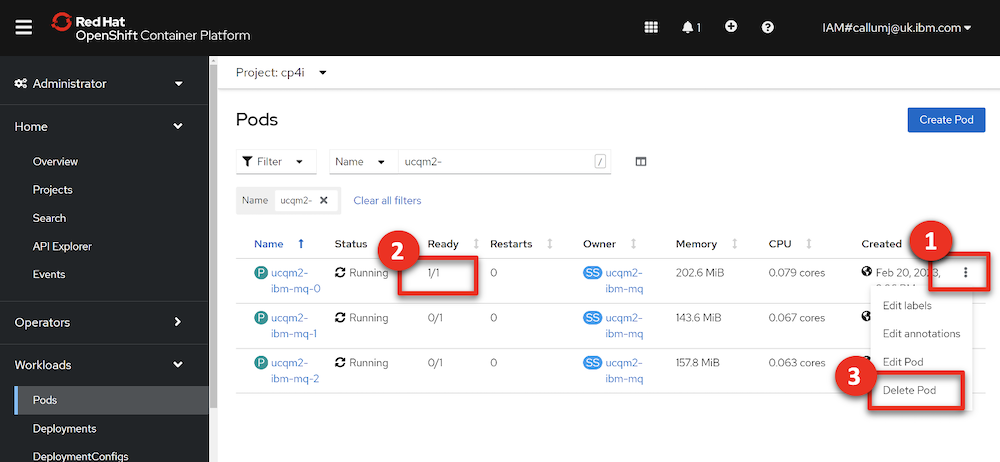 Red Hat
OpenShift Container Platform
1
IAM#callumj@uk.ibm.com
Administrator
Home
Overview
Projects
Search
API Explorer
Events
Operators
Workloads
Pods
Deployments
DeploymentConfigs
Project: cp4i
Pods
Create Pod
Filter
Name
ucqm2-
/
Name ucqm2-
Clear all filters
Name Status Ready Restarts Owner Memory CPU Created
2
1
P ucqm2-ibm-mq-0 Running 1/1 0 SS ucqm2-ibm-mq 202.6 MiB 0.079 cores Feb 20, 2023,
P ucqm2-ibm-mq-1 Running 0/1 0 SS ucqm2-ibm-mq 143.6 MiB 0.067 cores
P ucqm2-ibm-mq-2 Running 0/1 0 SS ucqm2-ibm-mq 157.8 MiB 0.063 cores
Edit labels
Edit annotations
Edit Pod
3
Delete Pod